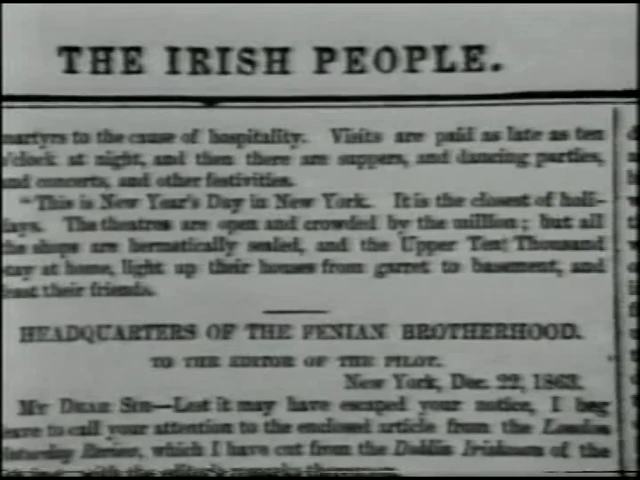 THE IRISH PEOPLE.
martyrs to the cause of hospitality. Visits are paid as late as ten
o'clock at night, and then there are suppers, and dancing parties,
and concerts, and other festivities.
"This is New Year's Day in New York. It is the closest of holi-
days. The theatres are open and crowded by the million; but all
the shops are hermetically sealed, and the Upper Tent Thousand
stay at home, light up their houses from garret to basement, and
feast their friends.
HEADQUARTERS OF THE FENIAN BROTHERHOOD.
TO THE EDITOR OF THE PILOT.
New York, Dec. 22, 1863.
MY DEAR SIR—Lest it may have escaped your notice, I beg
leave to call your attention to the enclosed article from the London
Saturday Review, which I have cut from the Dublin Irishman of the